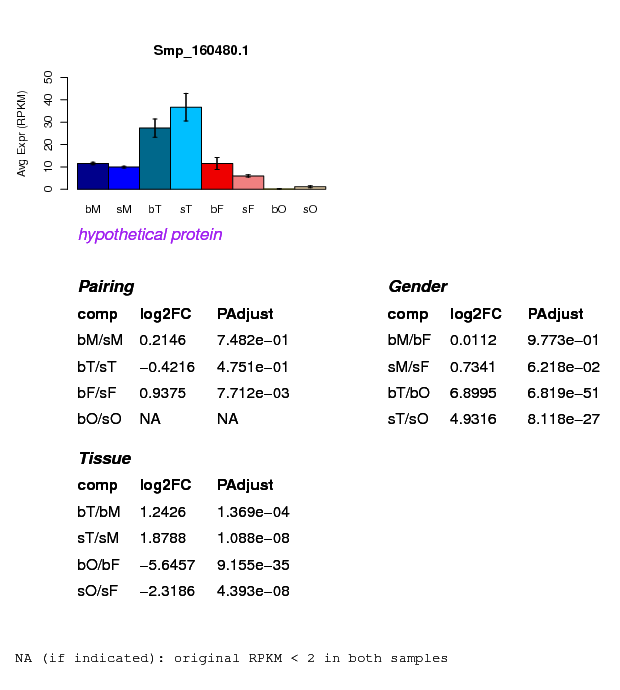 Smp_160480.1
Avg Expr (RPKM)
50
40
30
20
10
0
bM sM bT sT bF sF bO sO
hypothetical protein
Pairing
comp log2FC PAdjust
bM/sM 0.2146 7.482e−01
bT/sT −0.4216 4.751e−01
bF/sF 0.9375 7.712e−03
bO/sO NA NA
Gender
comp log2FC PAdjust
bM/bF 0.0112 9.773e−01
sM/sF 0.7341 6.218e−02
bT/bO 6.8995 6.819e−51
sT/sO 4.9316 8.118e−27
Tissue
comp log2FC PAdjust
bT/bM 1.2426 1.369e−04
sT/sM 1.8788 1.088e−08
bO/bF −5.6457 9.155e−35
sO/sF −2.3186 4.393e−08
NA (if indicated): original RPKM < 2 in both samples